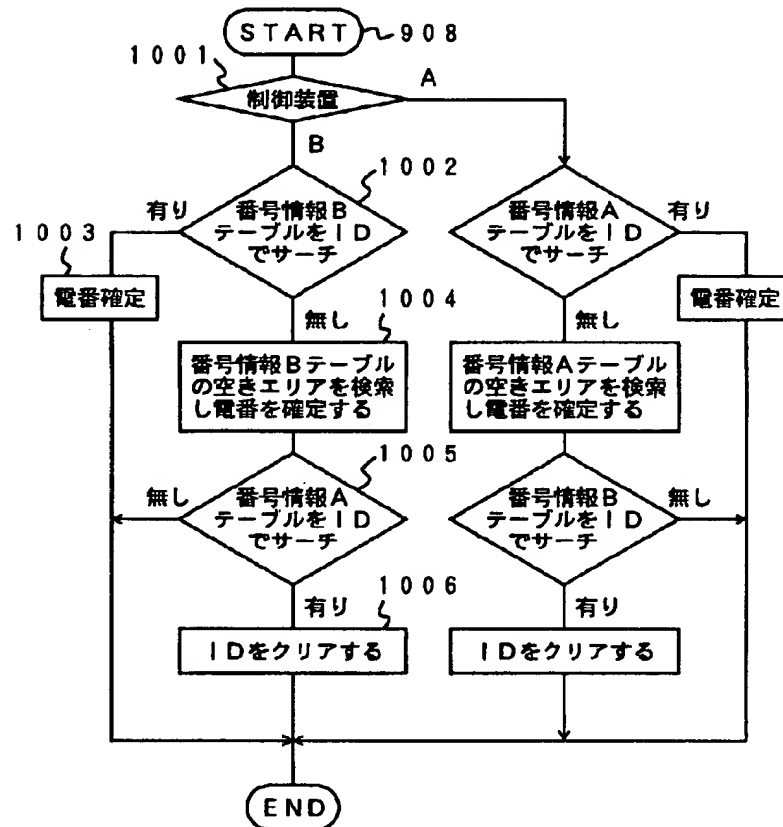 START
908
1001
制御装置
A
B
1002
番号情報B
テーブルをID
でサーチ
有り
番号情報A
テーブルをID
でサーチ
有り
1003
電番確定
電番確定
無し
1004
無し
番号情報Bテーブル
の空きエリアを検索
し電番を確定する
番号情報Aテーブル
の空きエリアを検索
し電番を確定する
1005
無し
番号情報A
テーブルをID
でサーチ
番号情報B
テーブルをID
でサーチ
無し
有り
1006
有り
IDをクリアする
IDをクリアする
END